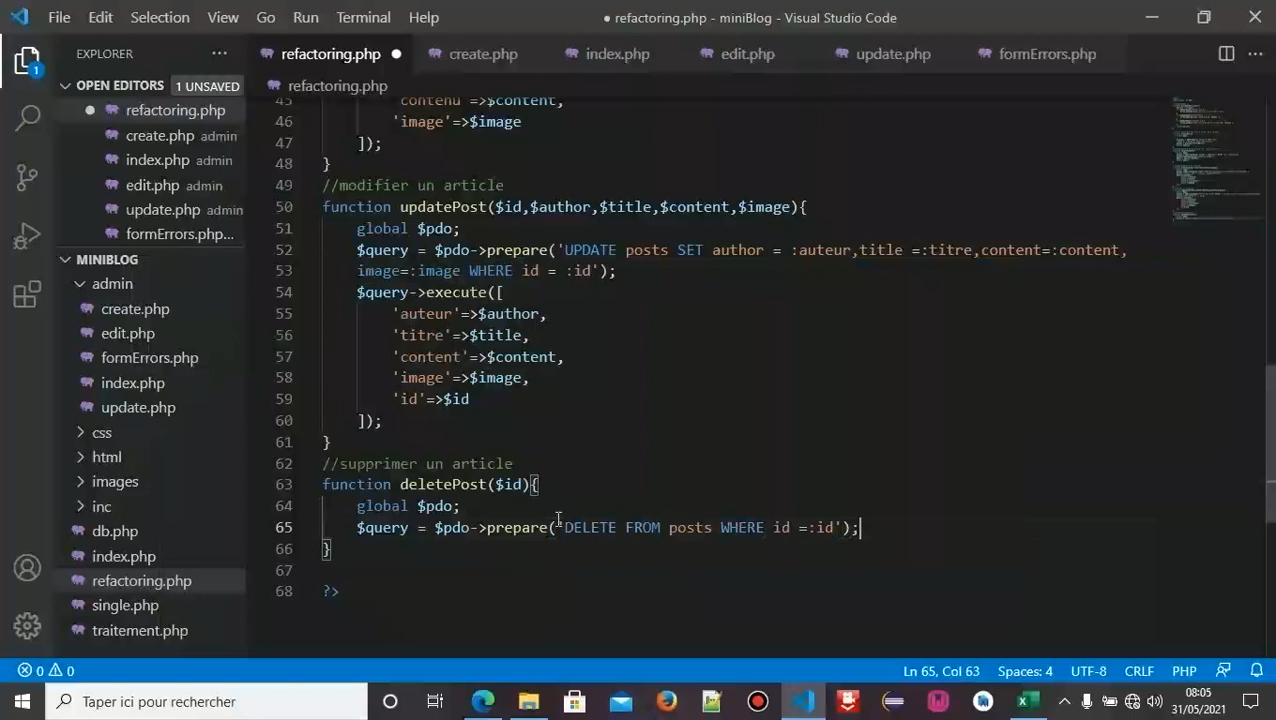 File Edit Selection View Go Run Terminal Help
● refactoring.php - miniBlog - Visual Studio Code
EXPLORER ···
refactoring.php ● create.php index.php edit.php update.php formErrors.php
OPEN EDITORS 1 UNSAVED
● refactoring.php
create.php admin
index.php admin
edit.php admin
update.php admin
formErrors.php...
MINIBLOG
admin
create.php
edit.php
formErrors.php
index.php
update.php
css
html
images
inc
db.php
index.php
refactoring.php
single.php
traitement.php
1
refactoring.php
45 'contenu'=>$content,
46 'image'=>$image
47 ]);
48 }
49 //modifier un article
50 function updatePost($id,$author,$title,$content,$image){
51 global $pdo;
52 $query = $pdo->prepare('UPDATE posts SET author = :auteur,title =:titre,content=:content,
53 image=:image WHERE id = :id');
54 $query->execute([
55 'auteur'=>$author,
56 'titre'=>$title,
57 'content'=>$content,
58 'image'=>$image,
59 'id'=>$id
60 ]);
61 }
62 //supprimer un article
63 function deletePost($id){
64 global $pdo;
65 $query = $pdo->prepare('DELETE FROM posts WHERE id =:id');
66 }
67
68 ?>
0 0
Ln 65, Col 63 Spaces: 4 UTF-8 CRLF PHP
Taper ici pour rechercher
08:05
31/05/2021